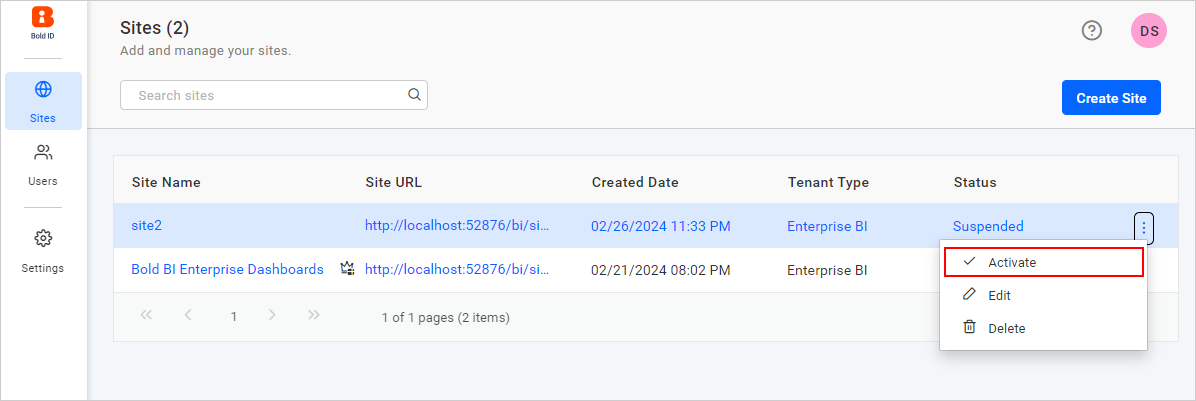 Bold ID
Sites
Users
Settings
Sites (2)
Add and manage your sites.
DS
Search sites
Create Site
Site Name Site URL Created Date Tenant Type Status
site2 http://localhost:52876/bi/si... 02/26/2024 11:33 PM Enterprise BI Suspended
Bold BI Enterprise Dashboards http://localhost:52876/bi/si... 02/21/2024 08:02 PM Enterprise BI
1 1 of 1 pages (2 items)
Activate
Edit
Delete